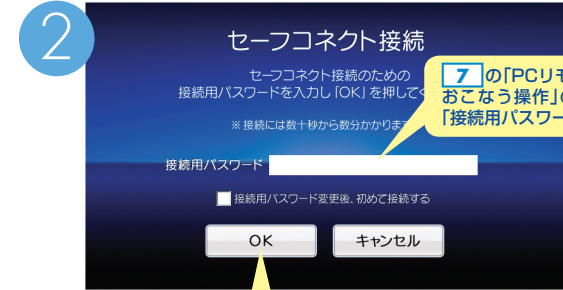 2
セーフコネクト接続
セーフコネクト接続のための
接続用パスワードを入力し「OK」を押して
※ 接続には数十秒から数分かかりま
7 の「PCリモ
おこなう操作」
「接続用パスワー
接続用パスワード
接続用パスワード変更後、初めて接続する
OK キャンセル